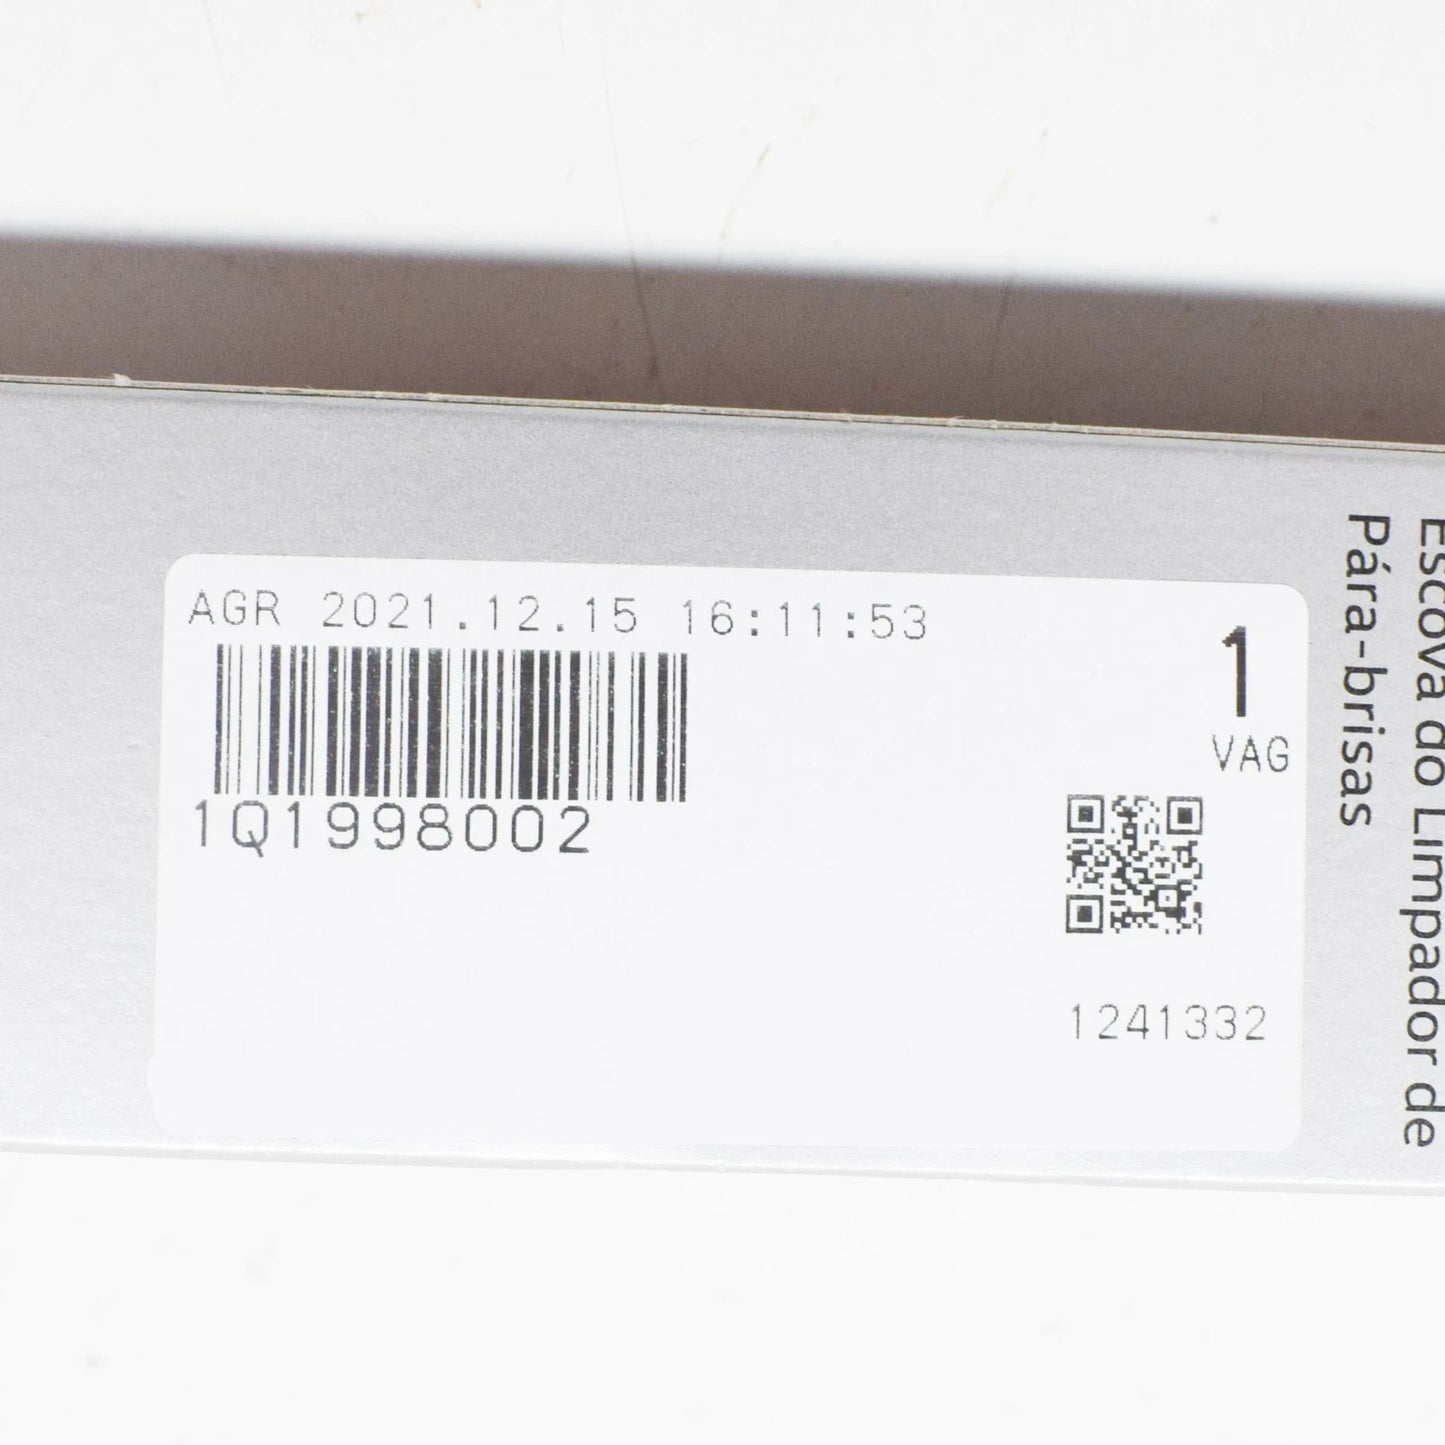 AGR 2021.12.15 16:11:53
1
VAG
1Q1998002
1241332
Escova do Limpador de
Pára-brisas